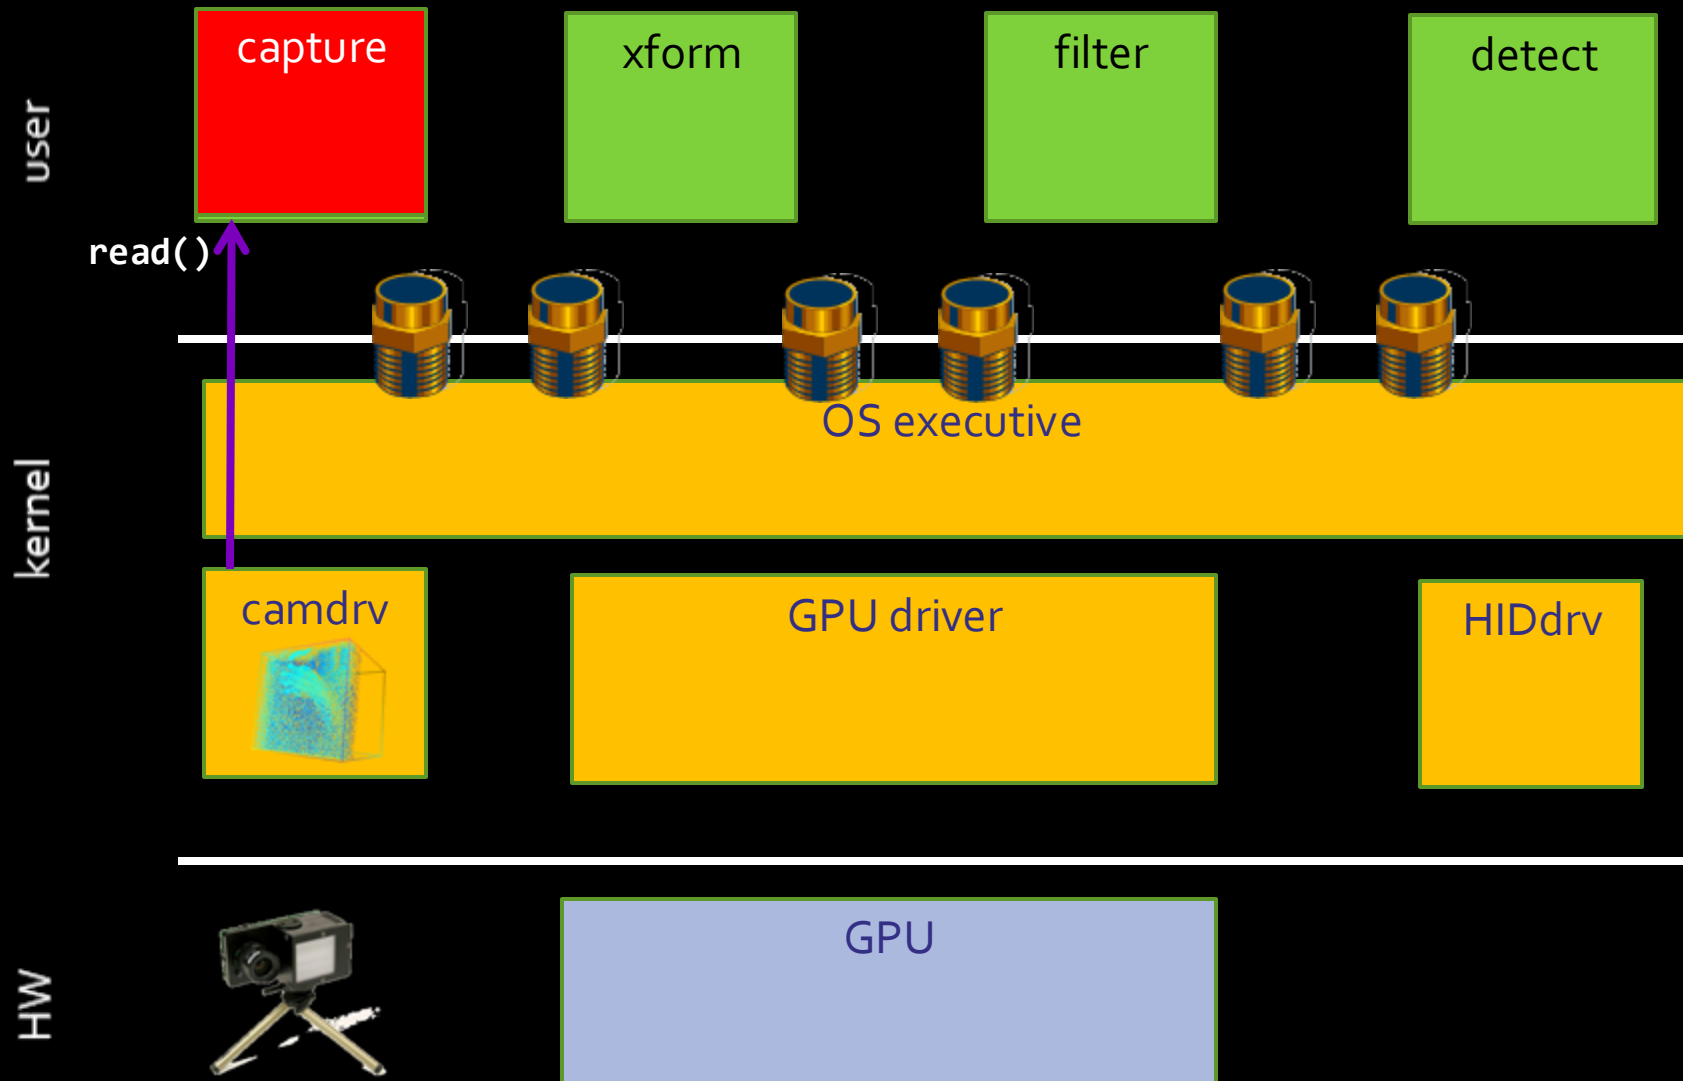 capture
xform
filter
detect
user
read()
OS executive
kernel
camdrv
GPU driver
HIDdrv
GPU
HW